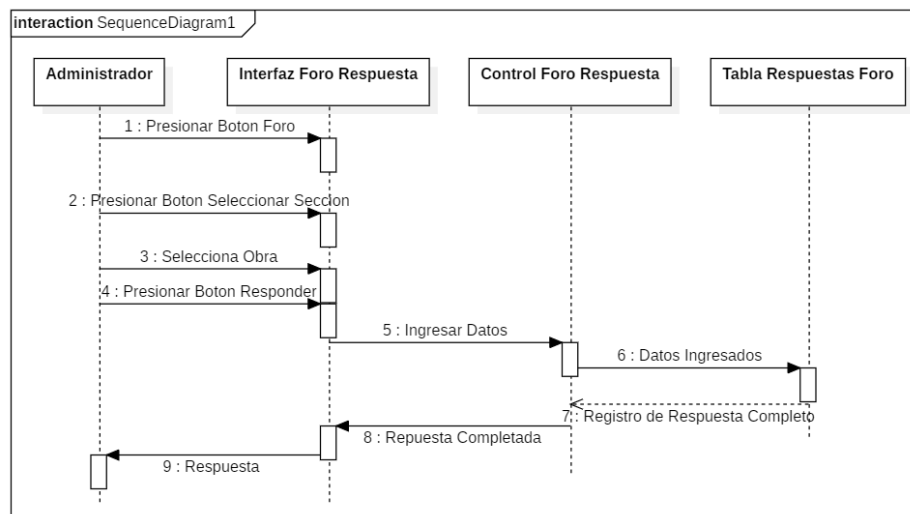 interaction SequenceDiagram1
Administrador
Interfaz Foro Respuesta
Control Foro Respuesta
Tabla Respuestas Foro
1 : Presionar Boton Foro
2 : Presionar Boton Seleccionar Seccion
3 : Selecciona Obra
4 : Presionar Boton Responder
5 : Ingresar Datos
6 : Datos Ingresados
7 : Registro de Respuesta Completo
8 : Repuesta Completada
9 : Respuesta